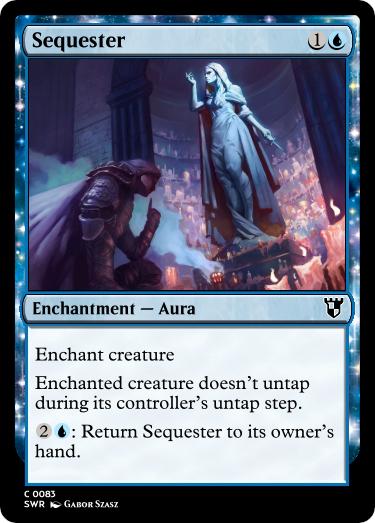 Sequester 1
Enchantment — Aura
Enchant creature
Enchanted creature doesn't untap
during its controller's untap step.
2 : Return Sequester to its owner's
hand.
C 0083
SWR Gabor Szasz